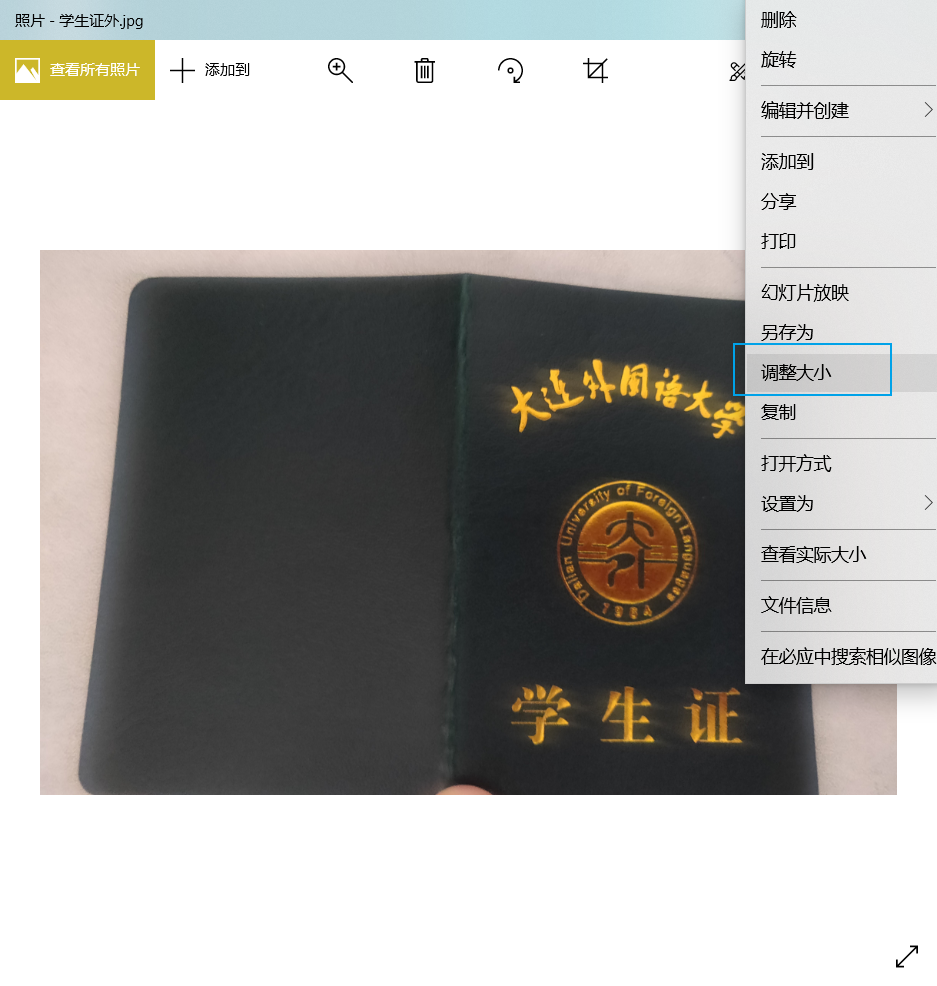 照片 - 学生证外.jpg
查看所有照片
添加到
删除
旋转
编辑并创建
添加到
分享
打印
幻灯片放映
另存为
调整大小
复制
打开方式
设置为
查看实际大小
文件信息
在必应中搜索相似图像
大连外国语大学
Dalian University of Foreign Languages
1964
学生证